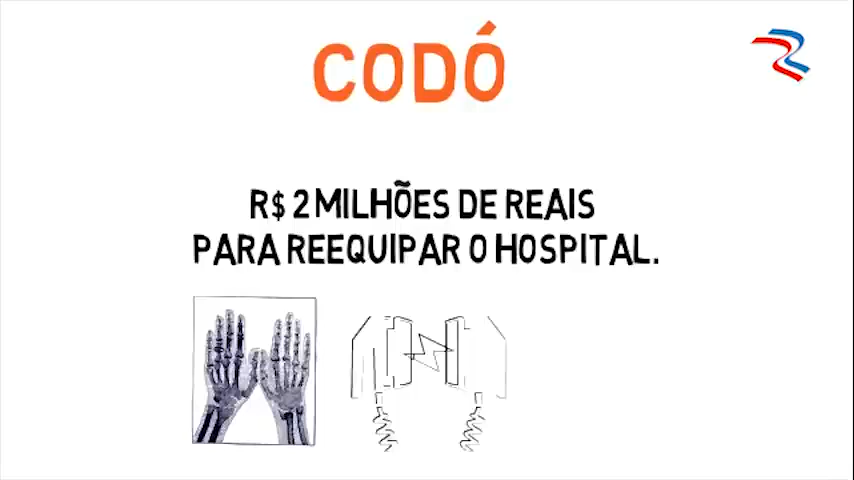 CODÓ
R$ 2 MILHÕES DE REAIS
PARA REEQUIPAR O HOSPITAL.